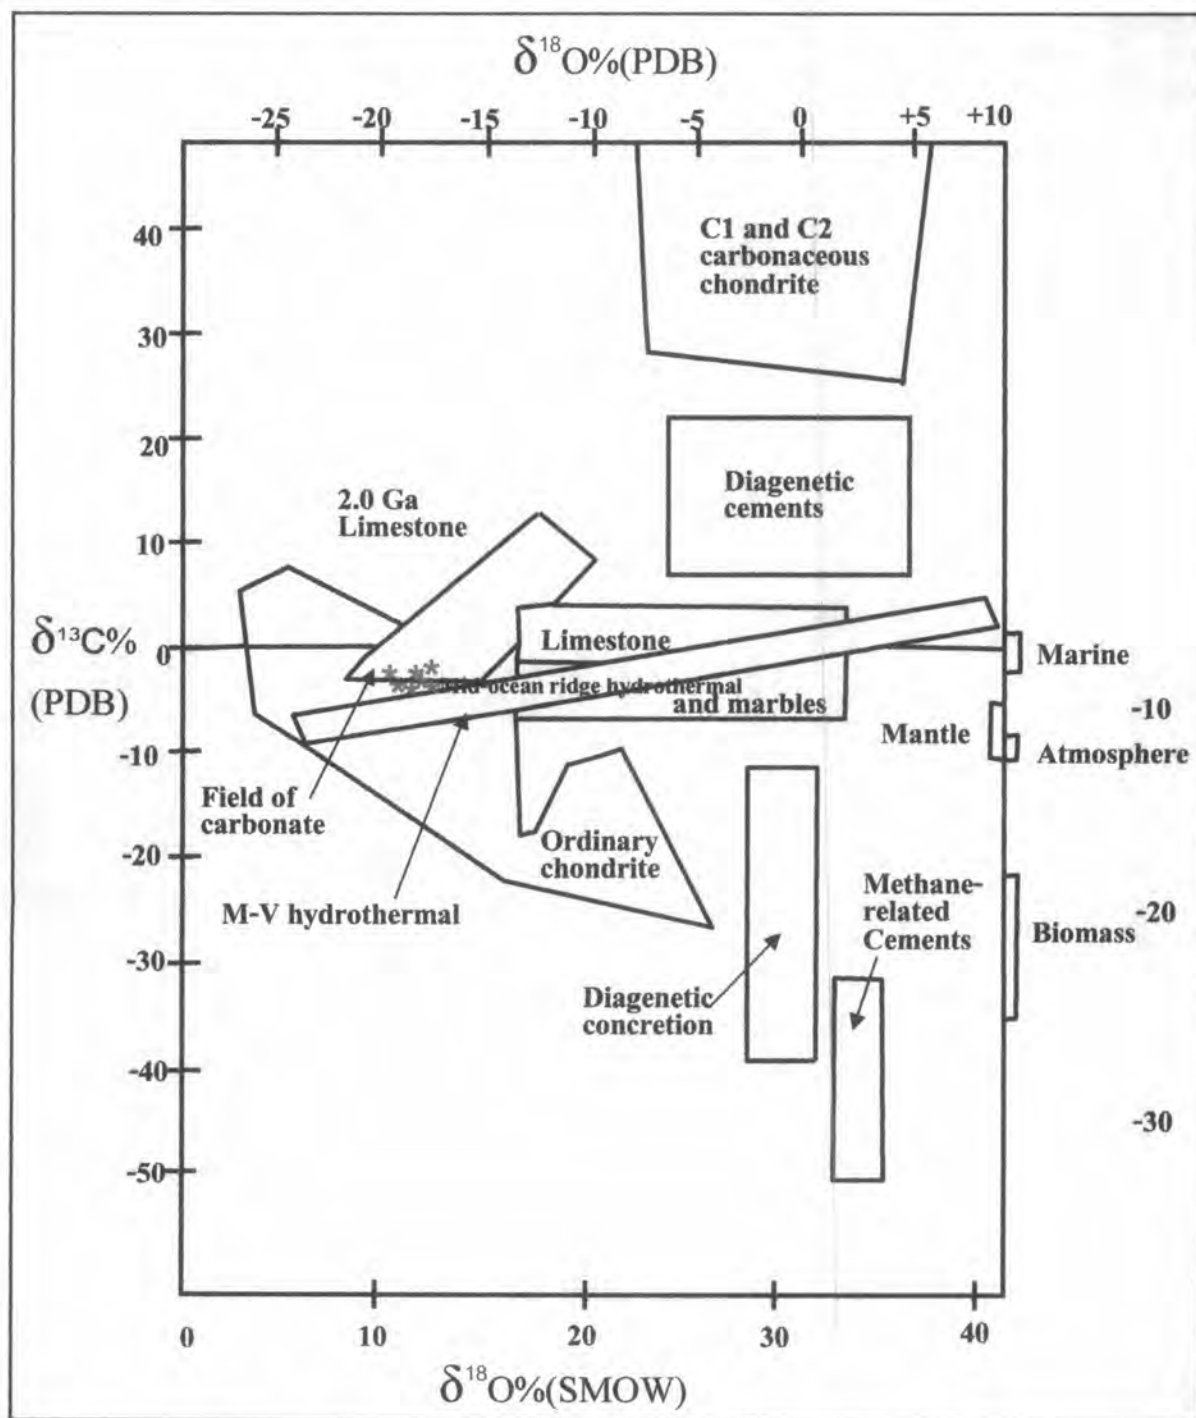 δ¹⁸O%(PDB)
-25 -20 -15 -10 -5 0 +5 +10
40
30
20
10
δ¹³C%
0
(PDB)
-10
-20
-30
-40
-50
C1 and C2
carbonaceous
chondrite
Diagenetic
cements
2.0 Ga
Limestone
Limestone
ocean ridge hydrothermal
and marbles
Marine
Mantle
-10
Atmosphere
Field of
carbonate
Ordinary
chondrite
M-V hydrothermal
Methane-
related
Cements
-20
Biomass
Diagenetic
concretion
-30
0 10 20 30 40
δ¹⁸O%(SMOW)